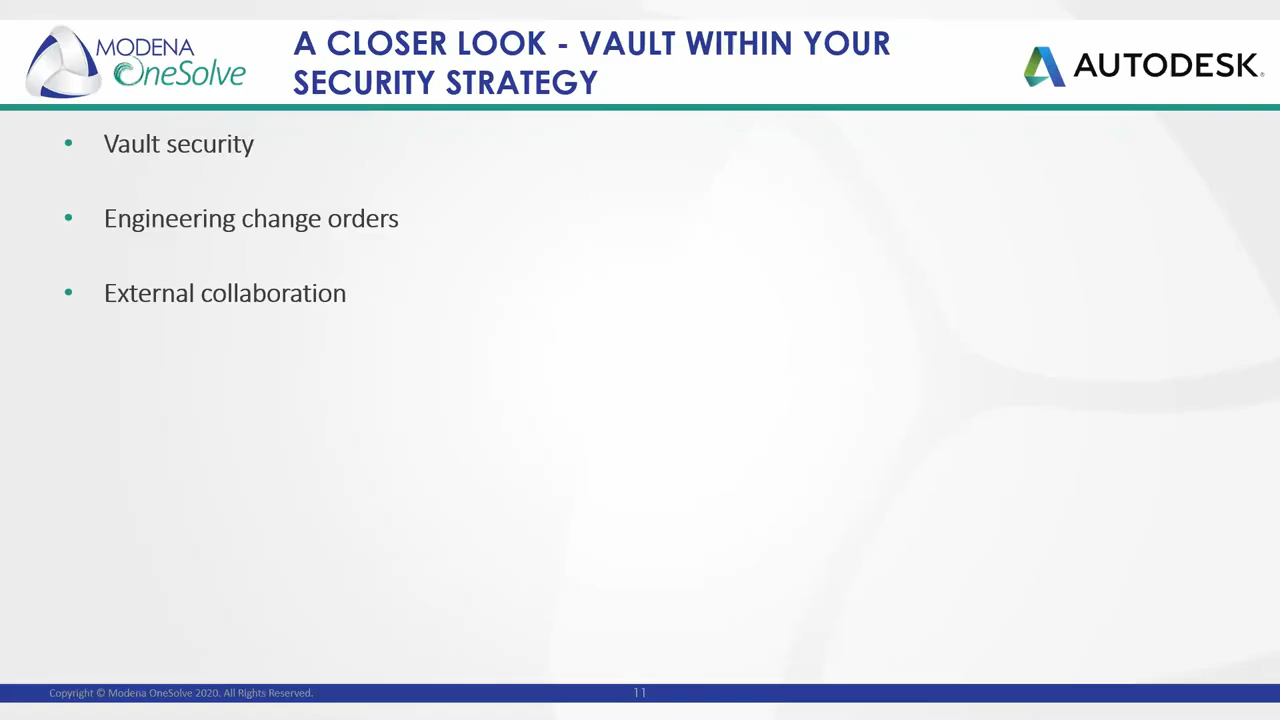 MODENA
OneSolve
A CLOSER LOOK - VAULT WITHIN YOUR
SECURITY STRATEGY
AUTODESK®
• Vault security
• Engineering change orders
• External collaboration
Copyright © Modena OneSolve 2020. All Rights Reserved.
11